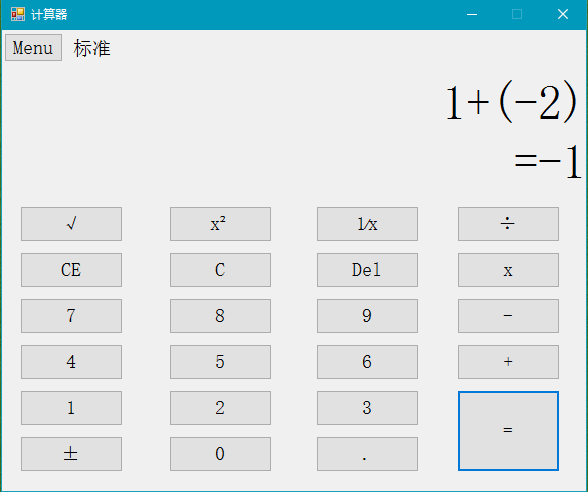 计算器
Menu 标准
1+(-2)
=-1
√ x² 1/x ÷
CE C Del x
7 8 9 -
4 5 6 +
1 2 3 =
± 0 .